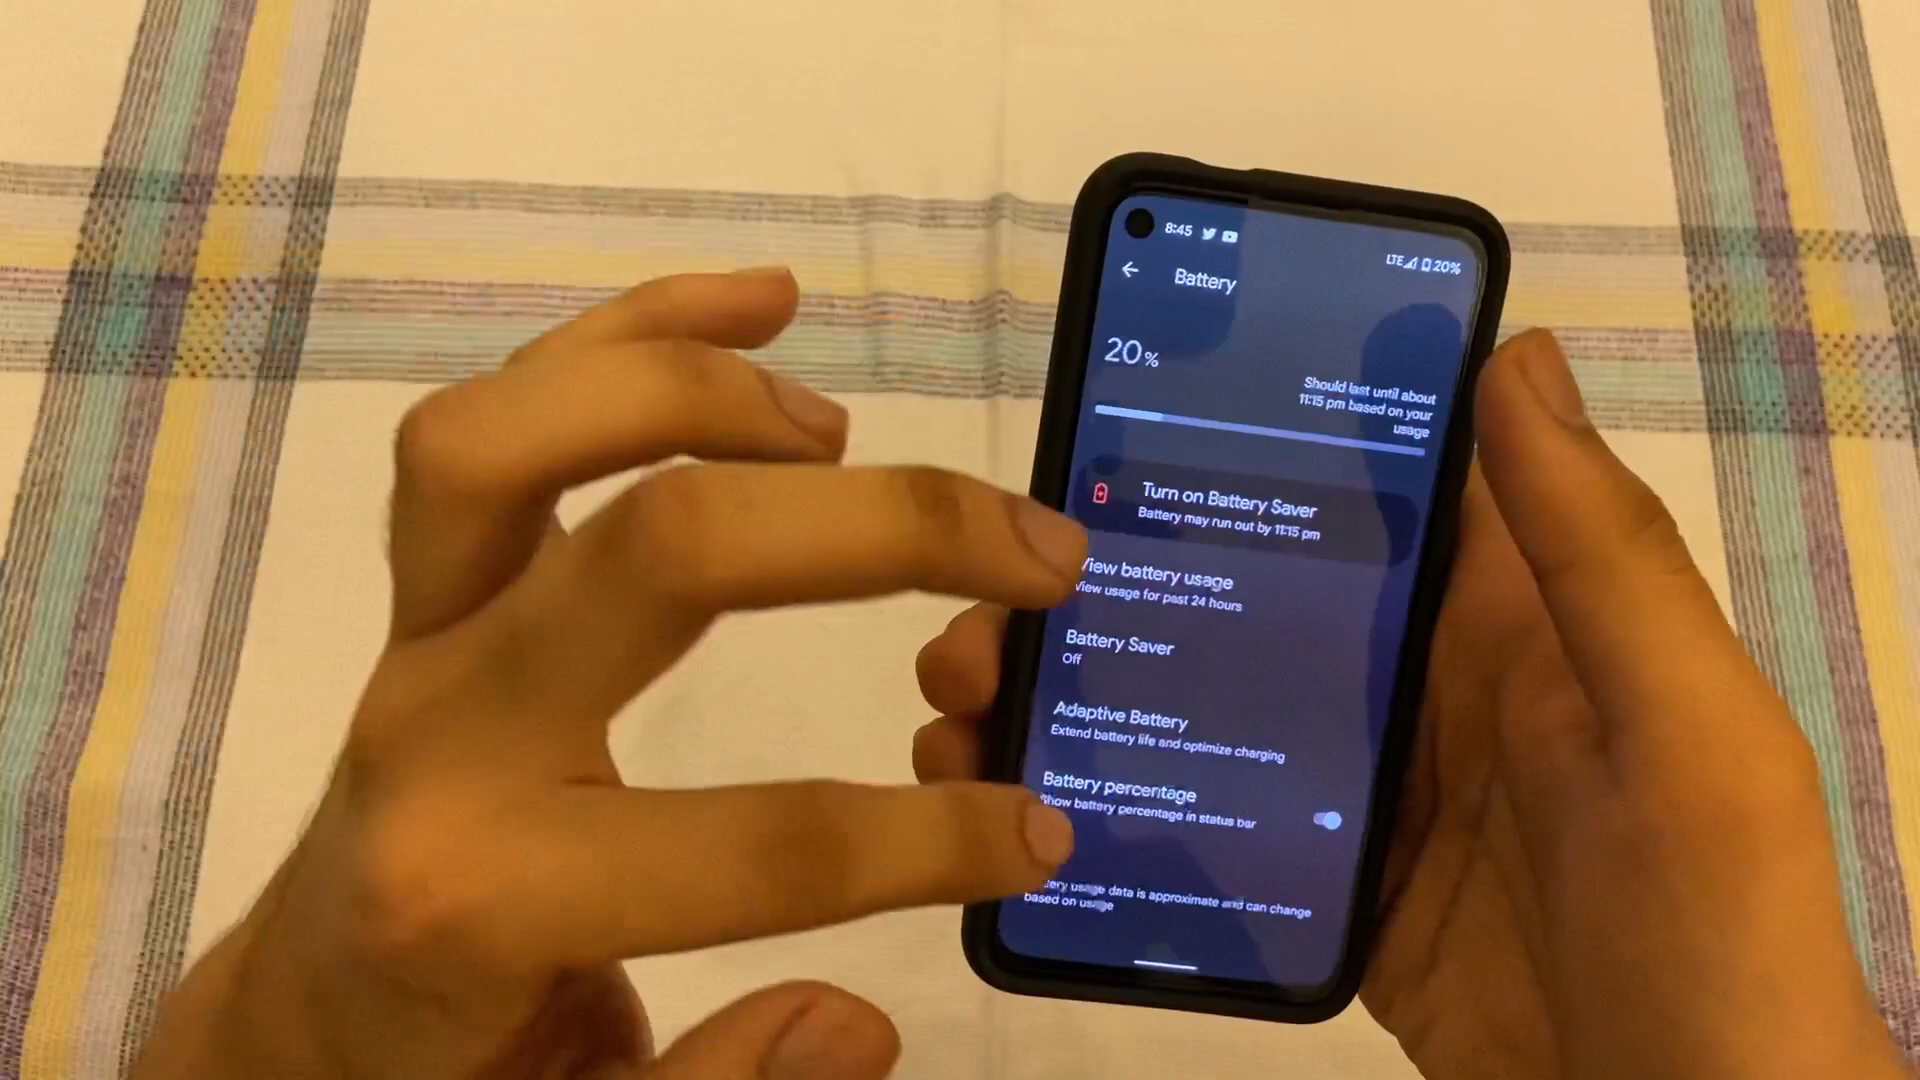 8:45
LTE 20%
Battery
20%
Should last until about
11:15 pm based on your
usage
Turn on Battery Saver
Battery may run out by 11:15 pm
View battery usage
View usage for past 24 hours
Battery Saver
Off
Adaptive Battery
Extend battery life and optimize charging
Battery percentage
Show battery percentage in status bar
usage data is approximate and can change
based on usage